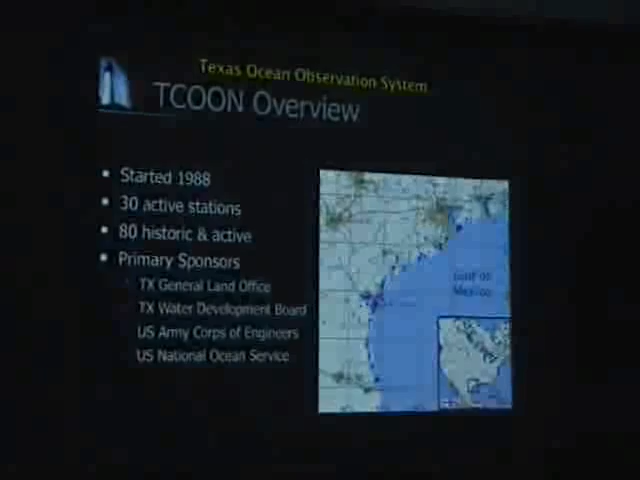 Texas Ocean Observation System
TCOON Overview
Started 1988
30 active stations
80 historic & active
Primary Sponsors
TX General Land Office
TX Water Development Board
US Army Corps of Engineers
US National Ocean Service
Gulf of
Mexico